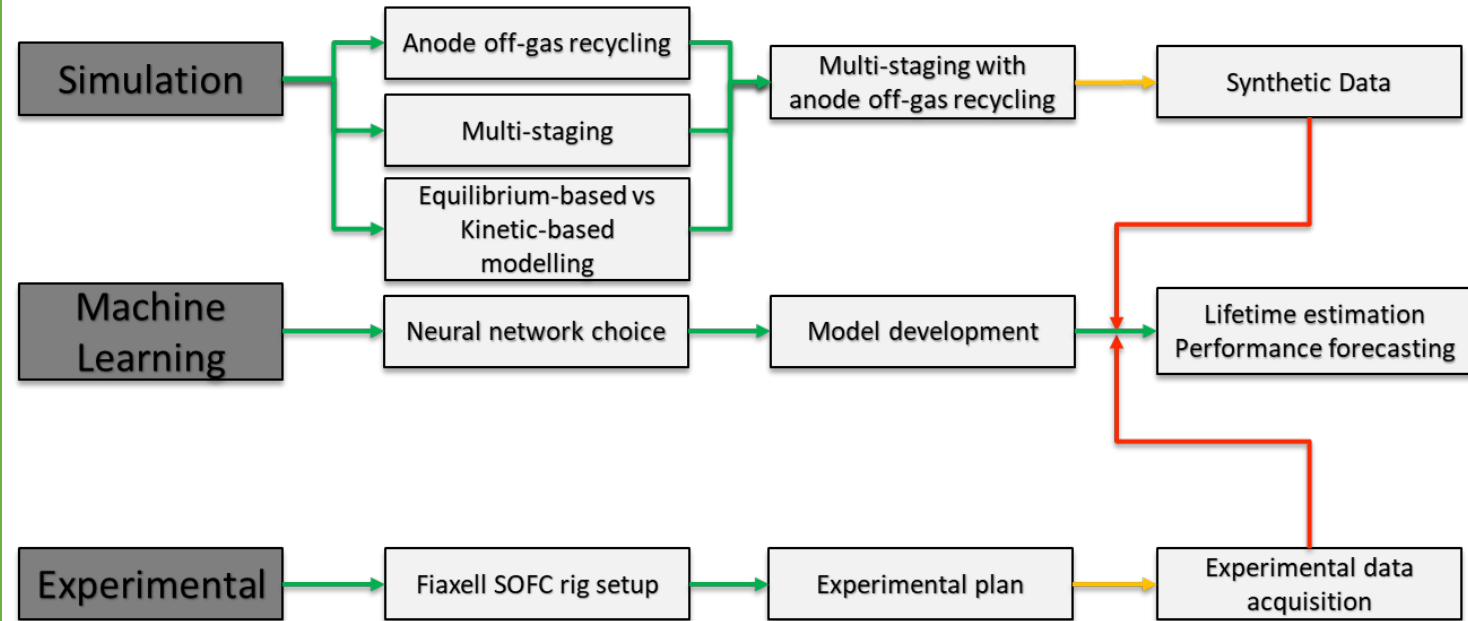 Simulation
Anode off-gas recycling
Multi-staging
Equilibrium-based vs
Kinetic-based
modelling
Multi-staging with
anode off-gas recycling
Synthetic Data
Machine
Learning
Neural network choice
Model development
Lifetime estimation
Performance forecasting
Experimental
Fiaxell SOFC rig setup
Experimental plan
Experimental data
acquisition